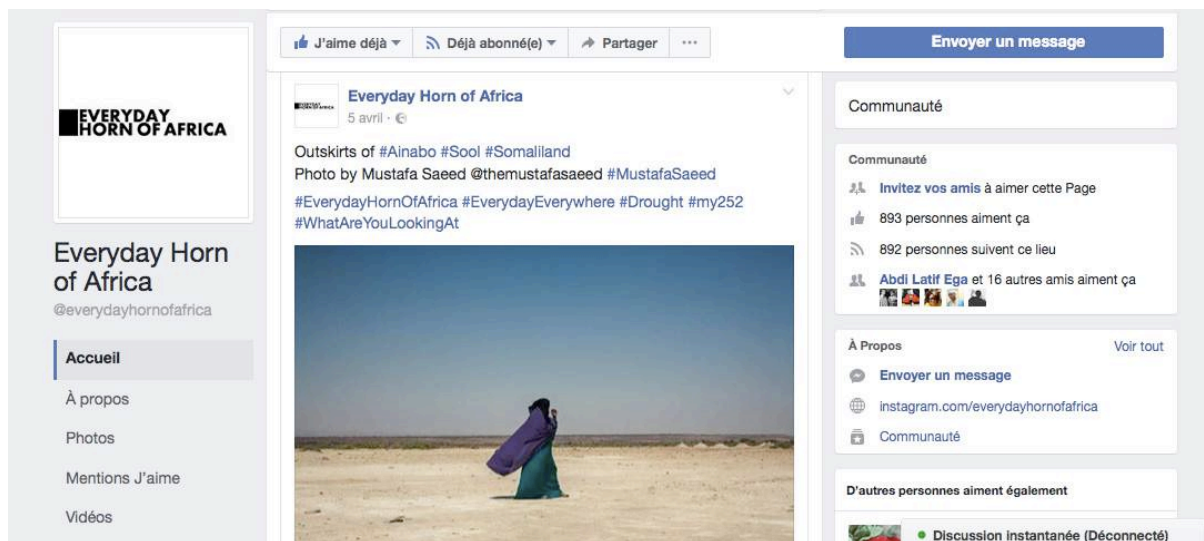 EVERYDAY
HORN OF AFRICA
Everyday Horn
of Africa
@everydayhornofafrica
Accueil
À propos
Photos
Mentions J'aime
Vidéos
J'aime déjà
Déjà abonné(e)
Partager
Everyday Horn of Africa
5 avril
Outskirts of #Ainabo #Sool #Somaliland
Photo by Mustafa Saeed @themustafasaeed #MustafaSaeed
#EverydayHornOfAfrica #EverydayEverywhere #Drought #my252
#WhatAreYouLookingAt
Envoyer un message
Communauté
Communauté
Invitez vos amis à aimer cette Page
893 personnes aiment ça
892 personnes suivent ce lieu
Abdi Latif Ega et 16 autres amis aiment ça
À Propos Voir tout
Envoyer un message
instagram.com/everydayhornofafrica
Communauté
D'autres personnes aiment également
Discussion instantanée (Déconnecté)